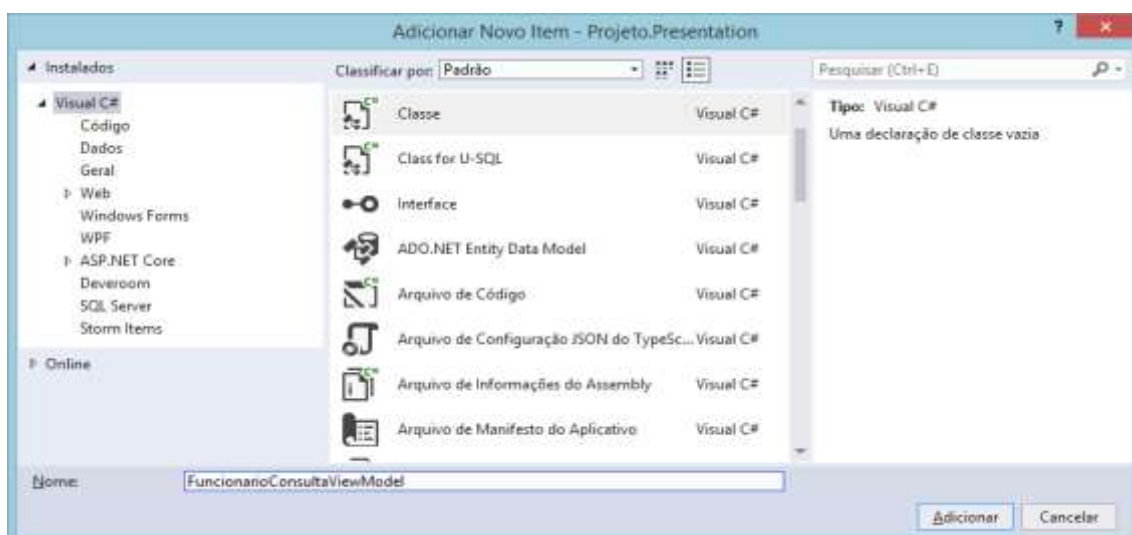 Adicionar Novo Item - Projeto.Presentation
?
Instalados
Classificar por: Padrão
Pesquisar (Ctrl+E)
Visual C#
Código
Dados
Geral
Web
Windows Forms
WPF
ASP.NET Core
Deveroom
SQL Server
Storm Items
Online
Classe Visual C#
Class for U-SQL Visual C#
Interface Visual C#
ADO.NET Entity Data Model Visual C#
Arquivo de Código Visual C#
Arquivo de Configuração JSON do TypeSc... Visual C#
Arquivo de Informações do Assembly Visual C#
Arquivo de Manifesto do Aplicativo Visual C#
Tipo: Visual C#
Uma declaração de classe vazia
Nome: FuncionarioConsultaViewModel
Adicionar Cancelar